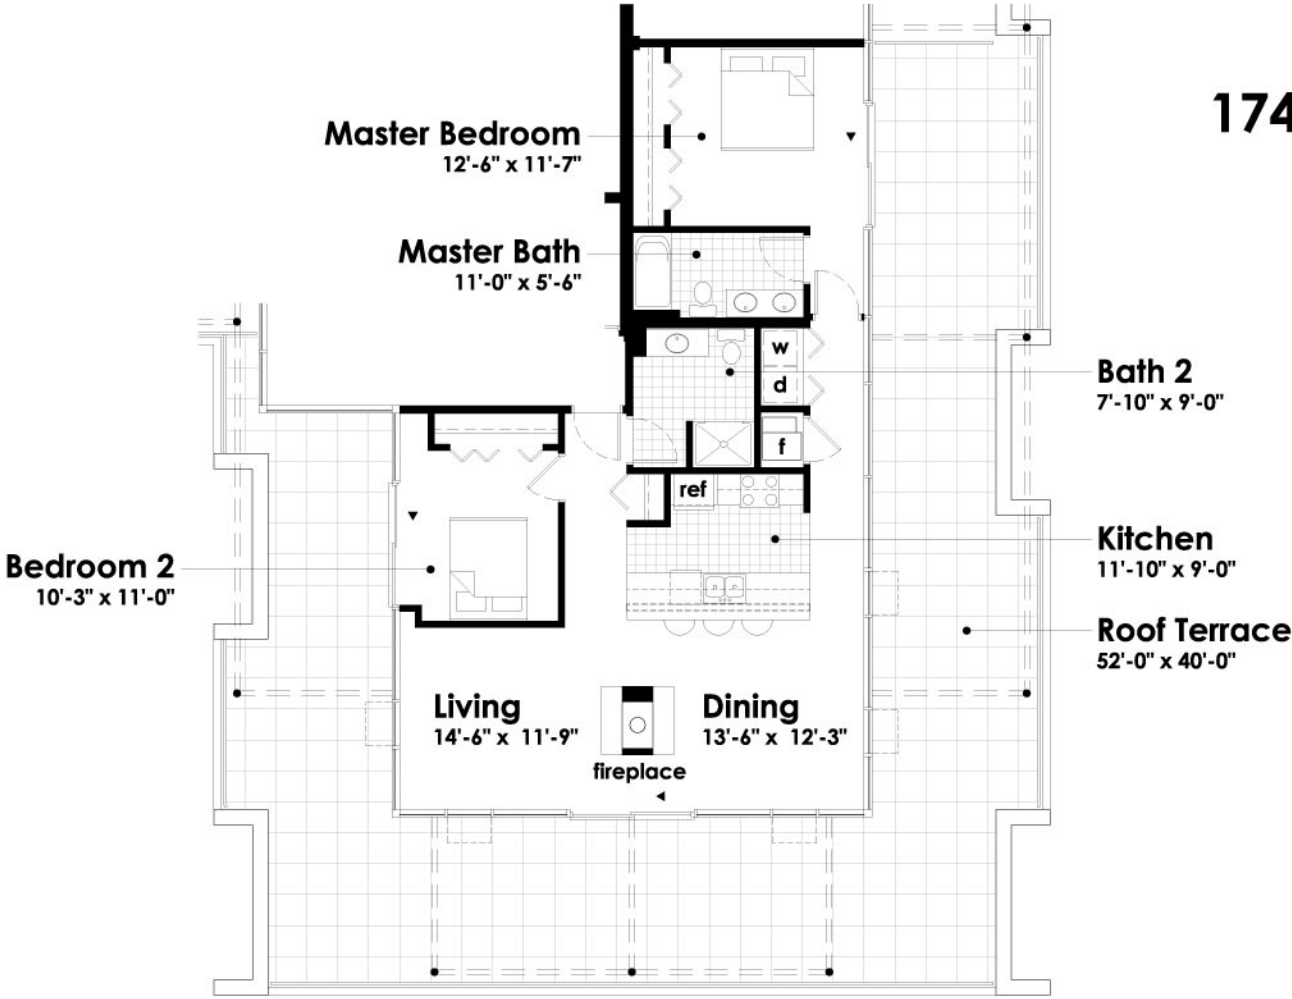 174
Master Bedroom
12'-6" x 11'-7"
Master Bath
11'-0" x 5'-6"
w
d
Bath 2
7'-10" x 9'-0"
f
ref
Kitchen
11'-10" x 9'-0"
Bedroom 2
10'-3" x 11'-0"
Roof Terrace
52'-0" x 40'-0"
Living
14'-6" x 11'-9"
Dining
13'-6" x 12'-3"
fireplace